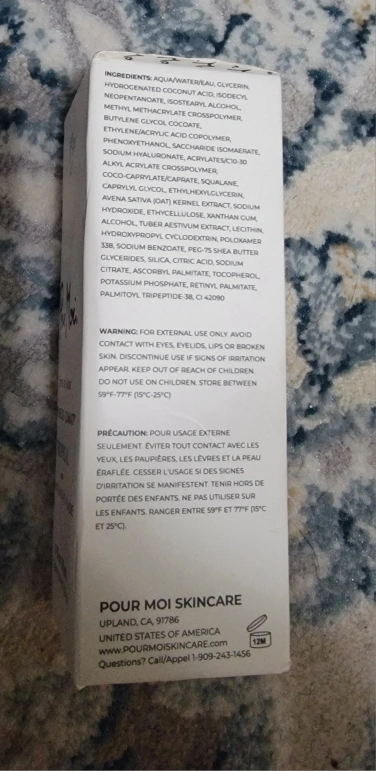 INGREDIENTS: AQUA/WATER/EAU, GLYCERIN,
HYDROGENATED COCONUT ACID, ISODECYL
NEOPENTANOATE, ISOSTEARYL ALCOHOL,
METHYL METHACRYLATE CROSSPOLYMER,
BUTYLENE GLYCOL COCOATE,
ETHYLENE/ACRYLIC ACID COPOLYMER,
PHENOXYETHANOL, SACCHARIDE ISOMERATE,
SODIUM HYALURONATE, ACRYLATES/C10-30
ALKYL ACRYLATE CROSSPOLYMER,
COCO-CAPRYLATE/CAPRATE, SQUALANE,
CAPRYLYL GLYCOL, ETHYLHEXYLGLYCERIN,
AVENA SATIVA (OAT) KERNEL EXTRACT, SODIUM
HYDROXIDE, ETHYCELLULOSE, XANTHAN GUM,
ALCOHOL, TUBER AESTIVUM EXTRACT, LECITHIN,
HYDROXYPROPYL CYCLODEXTRIN, POLOXAMER
338, SODIUM BENZOATE, PEG-75 SHEA BUTTER
GLYCERIDES, SILICA, CITRIC ACID, SODIUM
CITRATE, ASCORBYL PALMITATE, TOCOPHEROL,
POTASSIUM PHOSPHATE, RETINYL PALMITATE,
PALMITOYL TRIPEPTIDE-38, CI 42090
WARNING: FOR EXTERNAL USE ONLY. AVOID
CONTACT WITH EYES, EYELIDS, LIPS OR BROKEN
SKIN. DISCONTINUE USE IF SIGNS OF IRRITATION
APPEAR. KEEP OUT OF REACH OF CHILDREN.
DO NOT USE ON CHILDREN. STORE BETWEEN
59°F-77°F (15°C-25°C)
PRÉCAUTION: POUR USAGE EXTERNE
SEULEMENT. ÉVITER TOUT CONTACT AVEC LES
YEUX, LES PAUPIÈRES, LES LÈVRES ET LA PEAU
ÉRAFLÉE. CESSER L'USAGE SI DES SIGNES
D'IRRITATION SE MANIFESTENT. TENIR HORS DE
PORTÉE DES ENFANTS. NE PAS UTILISER SUR
LES ENFANTS. RANGER ENTRE 59°F ET 77°F (15°C
ET 25°C).
POUR MOI SKINCARE
UPLAND, CA, 91786
UNITED STATES OF AMERICA
www.POURMOISKINCARE.com
Questions? Call/Appel 1-909-243-1456
12M